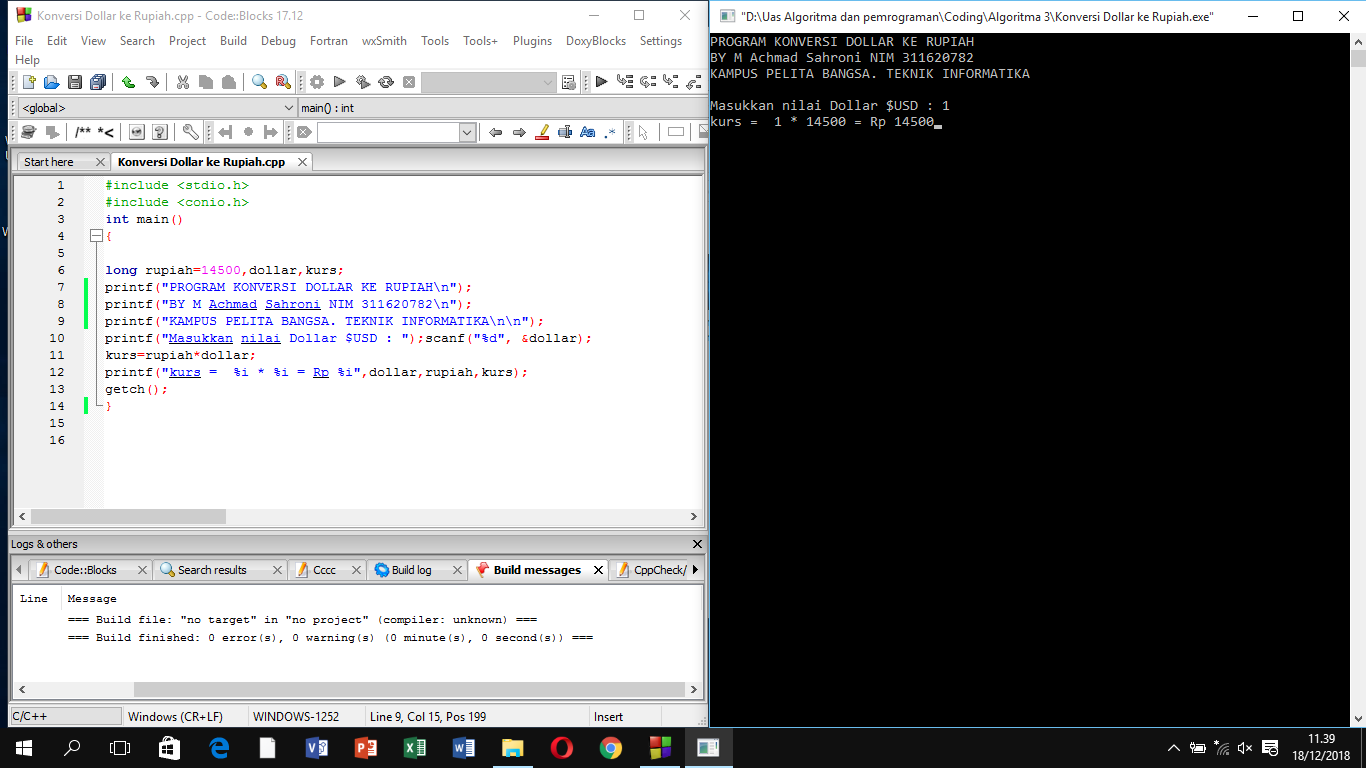 Konversi Dollar ke Rupiah.cpp - Code::Blocks 17.12
File Edit View Search Project Build Debug Fortran wxSmith Tools Tools+ Plugins DoxyBlocks Settings
Help
<global> main() : int
/** *<
Aa .*
Start here Konversi Dollar ke Rupiah.cpp
1 #include <stdio.h>
2 #include <conio.h>
3 int main()
4 {
5
6 long rupiah=14500,dollar,kurs;
7 printf("PROGRAM KONVERSI DOLLAR KE RUPIAH\n");
8 printf("BY M Achmad Sahroni NIM 311620782\n");
9 printf("KAMPUS PELITA BANGSA. TEKNIK INFORMATIKA\n\n");
10 printf("Masukkan nilai Dollar $USD : ");scanf("%d", &dollar);
11 kurs=rupiah*dollar;
12 printf("kurs =  %i * %i = Rp %i",dollar,rupiah,kurs);
13 getch();
14 }
15
16
Logs & others
Code::Blocks Search results Cccc Build log Build messages CppCheck/
Line Message
=== Build file: "no target" in "no project" (compiler: unknown) ===
=== Build finished: 0 error(s), 0 warning(s) (0 minute(s), 0 second(s)) ===
C/C++ Windows (CR+LF) WINDOWS-1252 Line 9, Col 15, Pos 199 Insert
"D:\Uas Algoritma dan pemrograman\Coding\Algoritma 3\Konversi Dollar ke Rupiah.exe"
PROGRAM KONVERSI DOLLAR KE RUPIAH
BY M Achmad Sahroni NIM 311620782
KAMPUS PELITA BANGSA. TEKNIK INFORMATIKA
Masukkan nilai Dollar $USD : 1
kurs =  1 * 14500 = Rp 14500_
11.39
18/12/2018